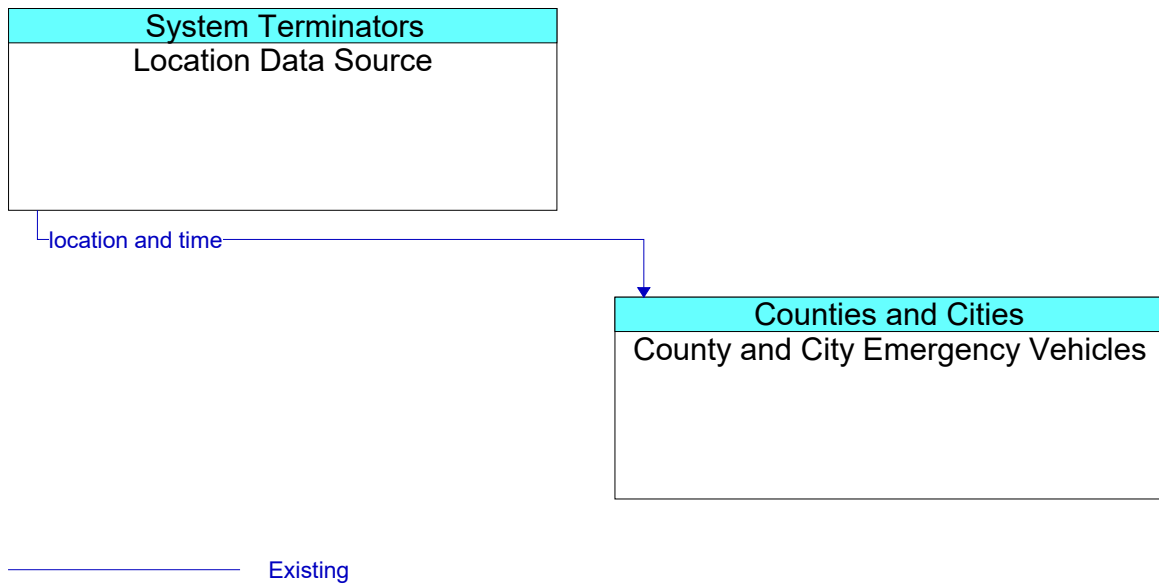 System Terminators
Location Data Source
location and time
Counties and Cities
County and City Emergency Vehicles
Existing